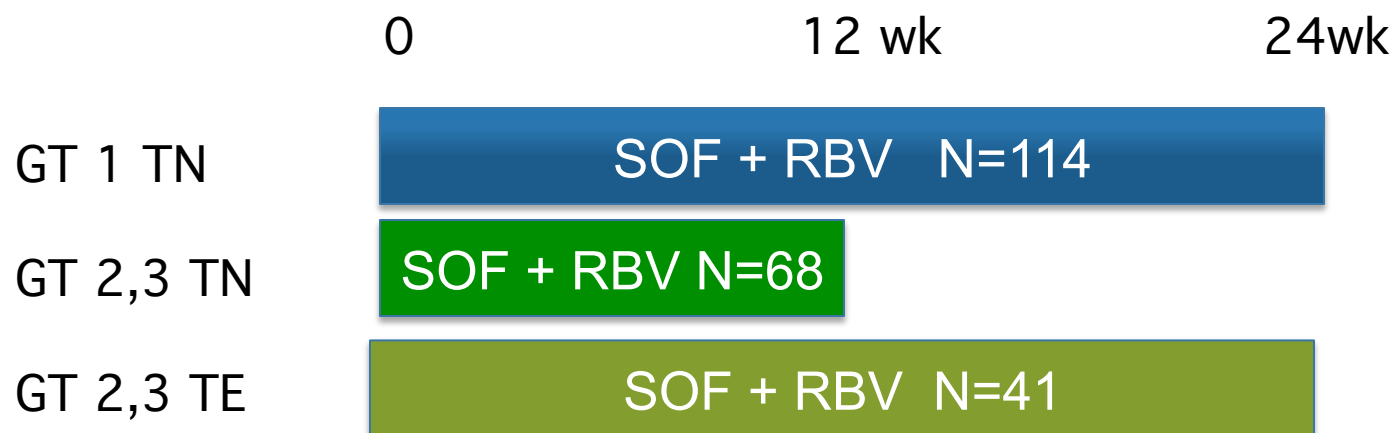 0 12 wk 24wk
GT 1 TN SOF + RBV N=114
GT 2,3 TN SOF + RBV N=68
GT 2,3 TE SOF + RBV N=41